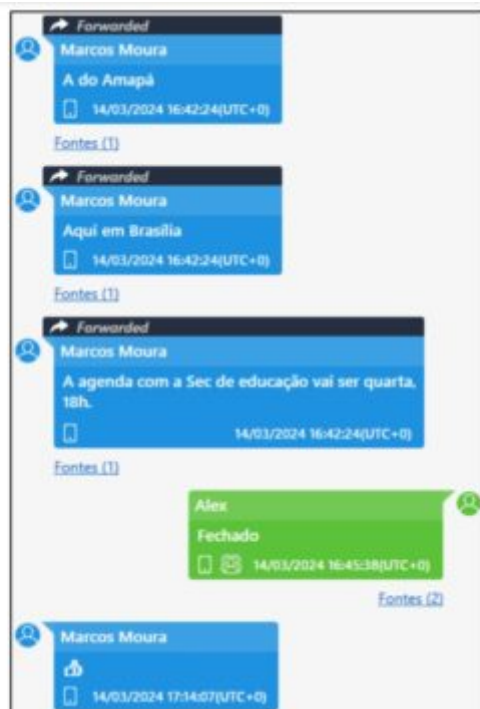 Forwarded
Marcos Moura
A do Amapá
14/03/2024 16:42:24(UTC+0)
Fontes (1)
Forwarded
Marcos Moura
Aqui em Brasília
14/03/2024 16:42:24(UTC+0)
Fontes (1)
Forwarded
Marcos Moura
A agenda com a Sec de educação vai ser quarta,
18h.
14/03/2024 16:42:24(UTC+0)
Fontes (1)
Alex
Fechado
14/03/2024 16:45:38(UTC+0)
Fontes (2)
Marcos Moura
14/03/2024 17:14:07(UTC+0)